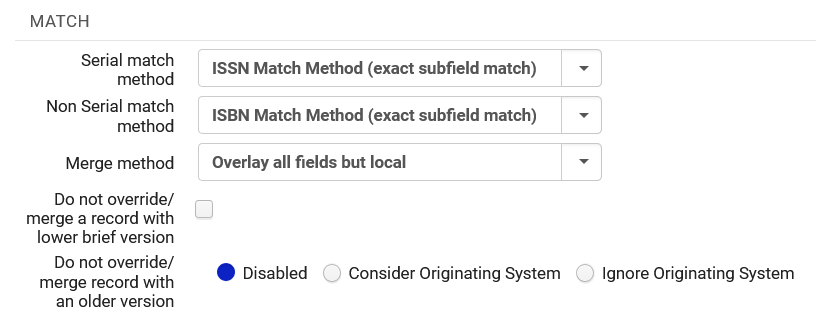 MATCH
Serial match
method
ISSN Match Method (exact subfield match)
Non Serial match
method
ISBN Match Method (exact subfield match)
Merge method
Overlay all fields but local
Do not override/
merge a record with
lower brief version
Do not override/
merge record with
an older version
Disabled Consider Originating System Ignore Originating System